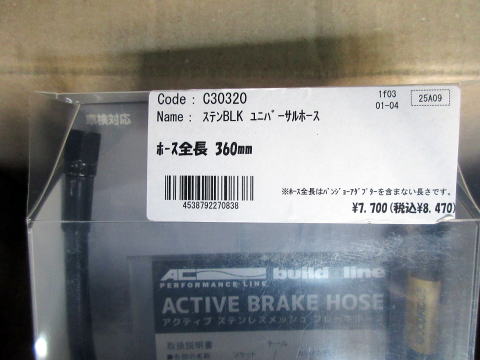 Code : C30320
1f03
01-04
25A09
Name : ステンBLK ユニバーサルホース
車検対応
ホース全長 360mm
4538792270838
※ホース全長はバンジョーアダプターを含まない長さです。
¥7,700(税込¥8,470)
AC build line
PERFORMANCE LINE
ACTIVE BRAKE HOSE
アクティブ ステンレスメッシュ ブレーキホース
取扱説明書